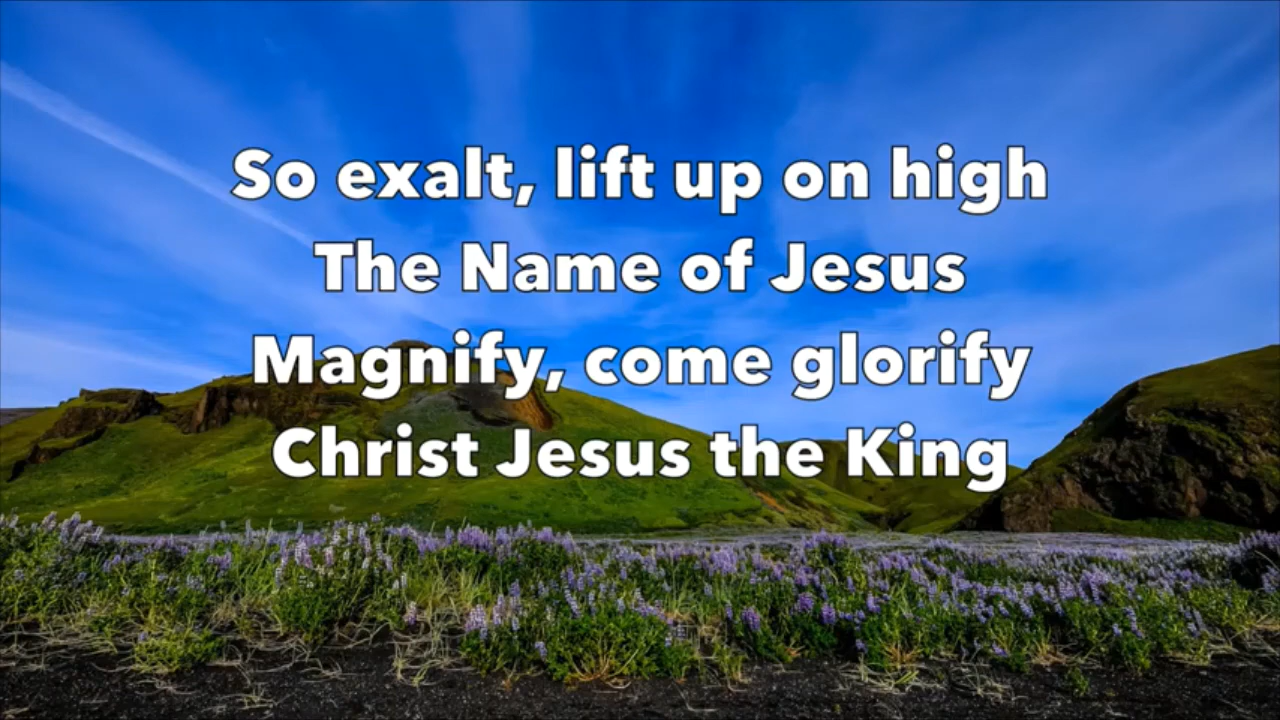 So exalt, lift up on high
The Name of Jesus
Magnify, come glorify
Christ Jesus the King